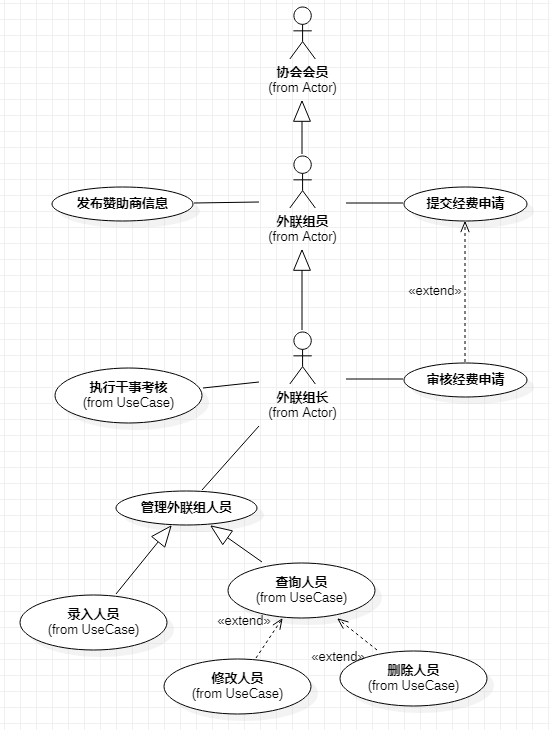 协会会员
(from Actor)
发布赞助商信息
外联组员
(from Actor)
提交经费申请
«extend»
执行干事考核
(from UseCase)
外联组长
(from Actor)
审核经费申请
管理外联组人员
录入人员
(from UseCase)
查询人员
(from UseCase)
«extend»
«extend»
修改人员
(from UseCase)
删除人员
(from UseCase)